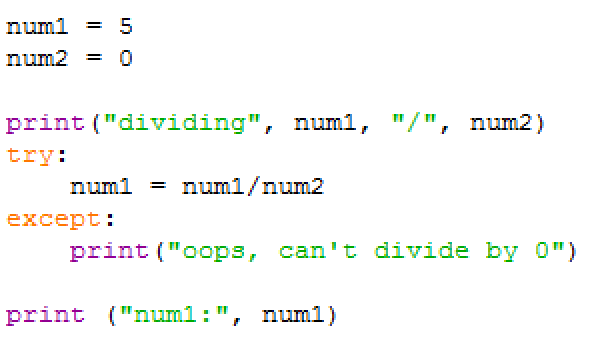 num1 = 5
num2 = 0
print("dividing", num1, "/", num2)
try:
    num1 = num1/num2
except:
    print("oops, can't divide by 0")
print ("num1:", num1)